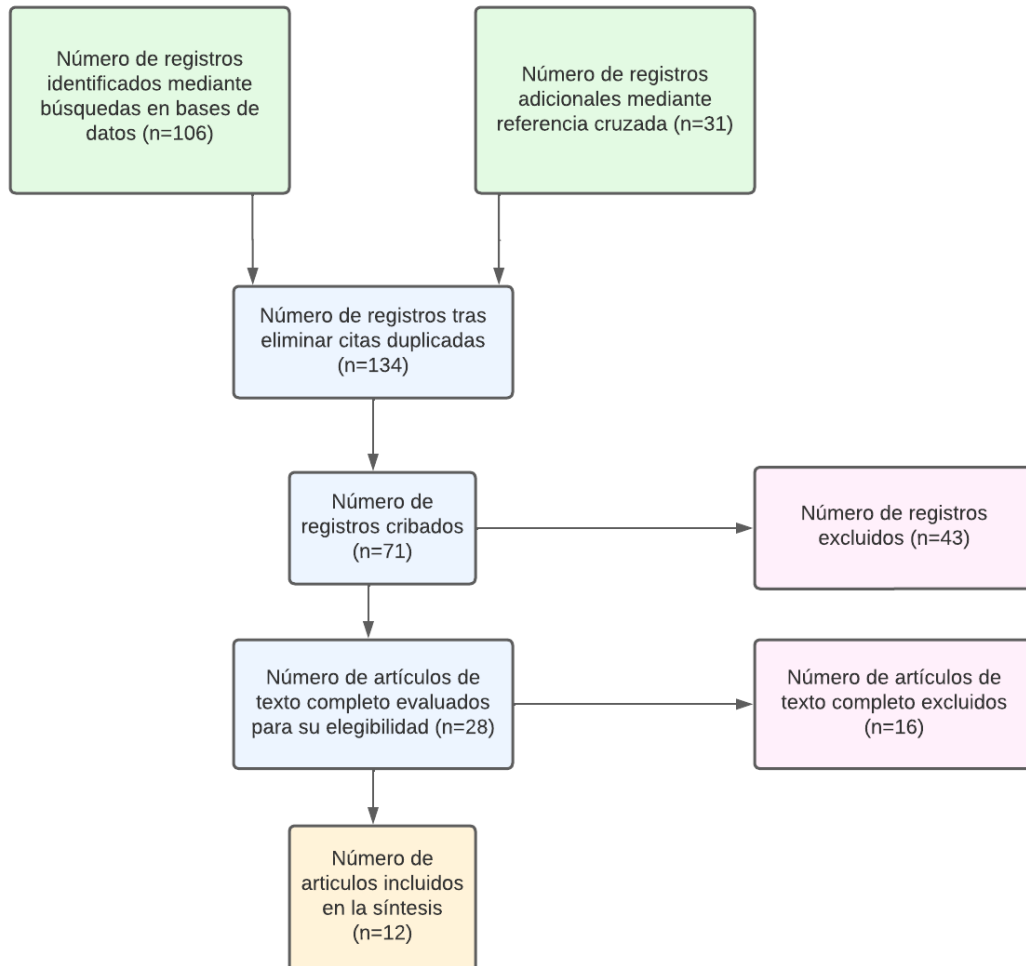 Número de registros
identificados mediante
búsquedas en bases de
datos (n=106)
Número de registros
adicionales mediante
referencia cruzada (n=31)
Número de registros tras
eliminar citas duplicadas
(n=134)
Número de
registros cribados
(n=71)
Número de registros
excluidos (n=43)
Número de artículos de
texto completo evaluados
para su elegibilidad (n=28)
Número de artículos de
texto completo excluidos
(n=16)
Número de
articulos incluidos
en la síntesis
(n=12)